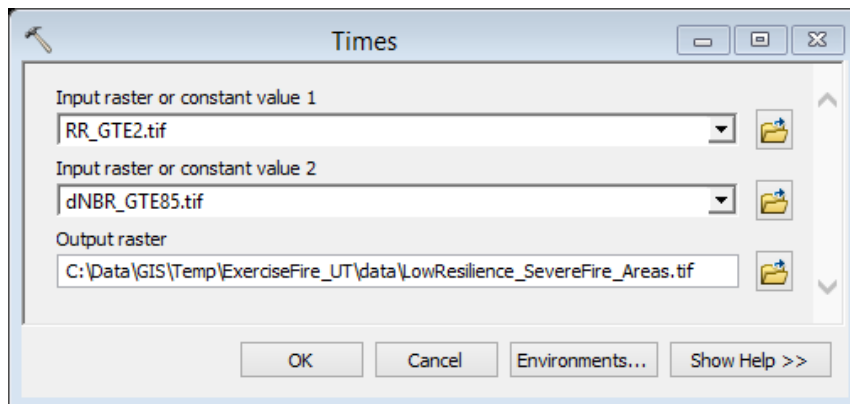 Times
Input raster or constant value 1
RR_GTE2.tif
Input raster or constant value 2
dNBR_GTE85.tif
Output raster
C:\Data\GIS\Temp\ExerciseFire_UT\data\LowResilience_SevereFire_Areas.tif
OK Cancel Environments... Show Help >>